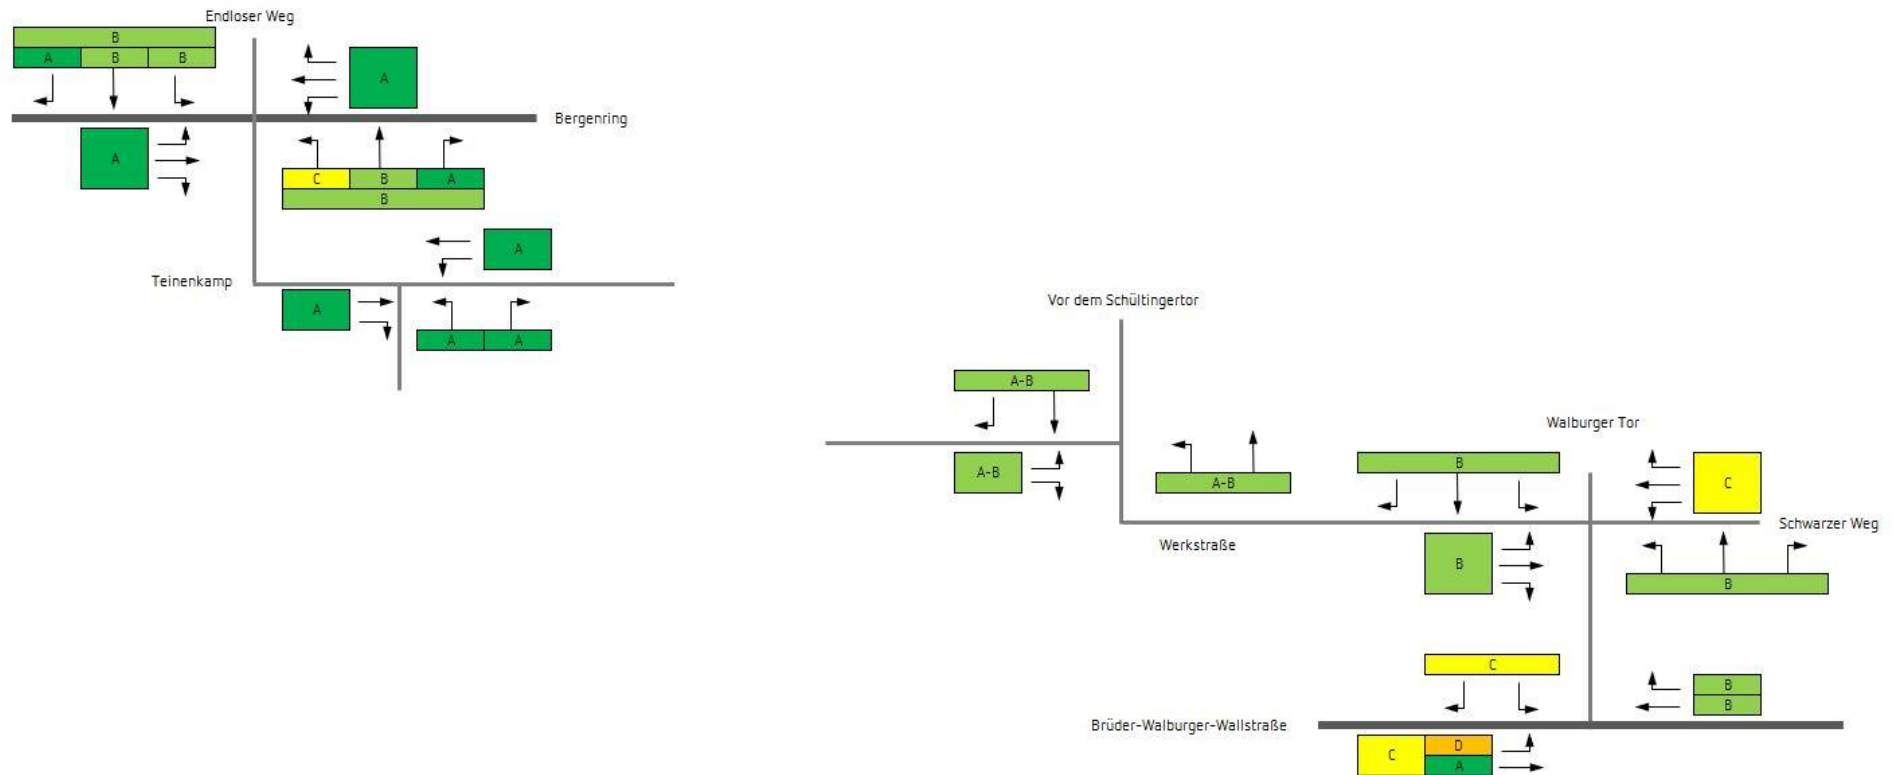 Endloser Weg
B
A B B
A
Bergenring
A
C B A
B
A
Teinenkamp
A
A A
Vor dem Schültingertor
A-B
Walburger Tor
B
C
A-B
A-B
Schwarzer Weg
Werkstraße
B
B
C
B
B
Brüder-Walburger-Wallstraße
C
D
A